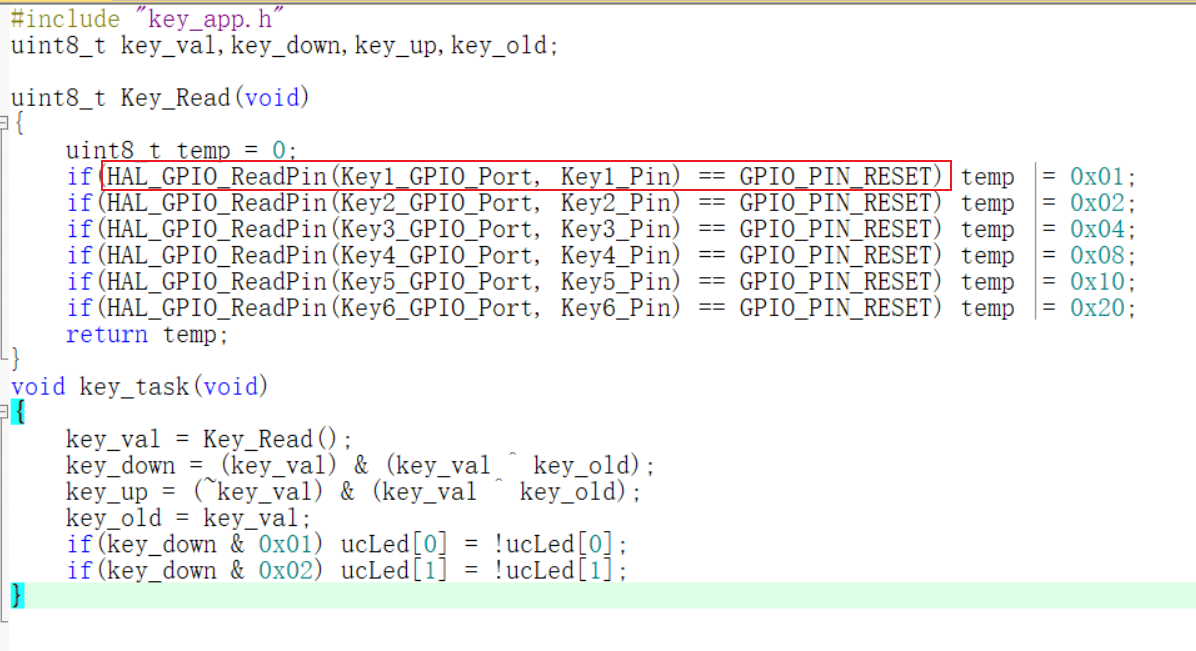 #include "key_app.h"
uint8_t key_val,key_down,key_up,key_old;
uint8_t Key_Read(void)
{
    uint8_t temp = 0;
    if(HAL_GPIO_ReadPin(Key1_GPIO_Port, Key1_Pin) == GPIO_PIN_RESET) temp |= 0x01;
    if(HAL_GPIO_ReadPin(Key2_GPIO_Port, Key2_Pin) == GPIO_PIN_RESET) temp |= 0x02;
    if(HAL_GPIO_ReadPin(Key3_GPIO_Port, Key3_Pin) == GPIO_PIN_RESET) temp |= 0x04;
    if(HAL_GPIO_ReadPin(Key4_GPIO_Port, Key4_Pin) == GPIO_PIN_RESET) temp |= 0x08;
    if(HAL_GPIO_ReadPin(Key5_GPIO_Port, Key5_Pin) == GPIO_PIN_RESET) temp |= 0x10;
    if(HAL_GPIO_ReadPin(Key6_GPIO_Port, Key6_Pin) == GPIO_PIN_RESET) temp |= 0x20;
    return temp;
}
void key_task(void)
{
    key_val = Key_Read();
    key_down = (key_val) & (key_val ^ key_old);
    key_up = (~key_val) & (key_val ^ key_old);
    key_old = key_val;
    if(key_down & 0x01) ucLed[0] = !ucLed[0];
    if(key_down & 0x02) ucLed[1] = !ucLed[1];
}